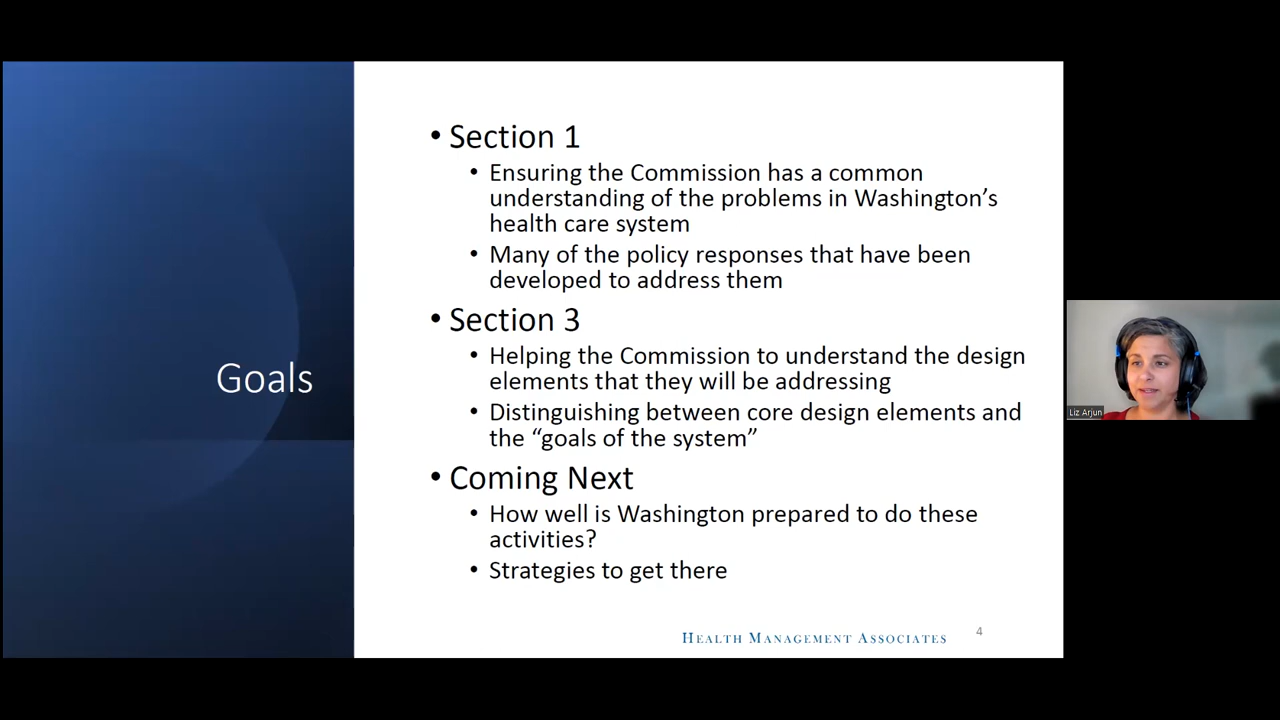 Goals
• Section 1
• Ensuring the Commission has a common
understanding of the problems in Washington’s
health care system
• Many of the policy responses that have been
developed to address them
• Section 3
• Helping the Commission to understand the design
elements that they will be addressing
• Distinguishing between core design elements and
the “goals of the system”
• Coming Next
• How well is Washington prepared to do these
activities?
• Strategies to get there
HEALTH MANAGEMENT ASSOCIATES
4
Liz Arjun